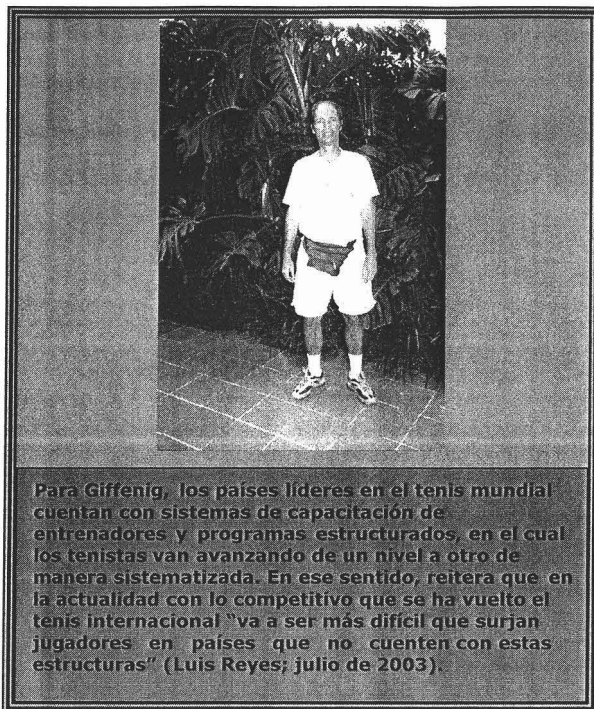 Para Giffenig, los países líderes en el tenis mundial
cuentan con sistemas de capacitación de
entrenadores y programas estructurados, en el cual
los tenistas van avanzando de un nivel a otro de
manera sistematizada. En ese sentido, reitera que en
la actualidad con lo competitivo que se ha vuelto el
tenis internacional “va a ser más difícil que surjan
jugadores en países que no cuenten con estas
estructuras” (Luis Reyes; julio de 2003).